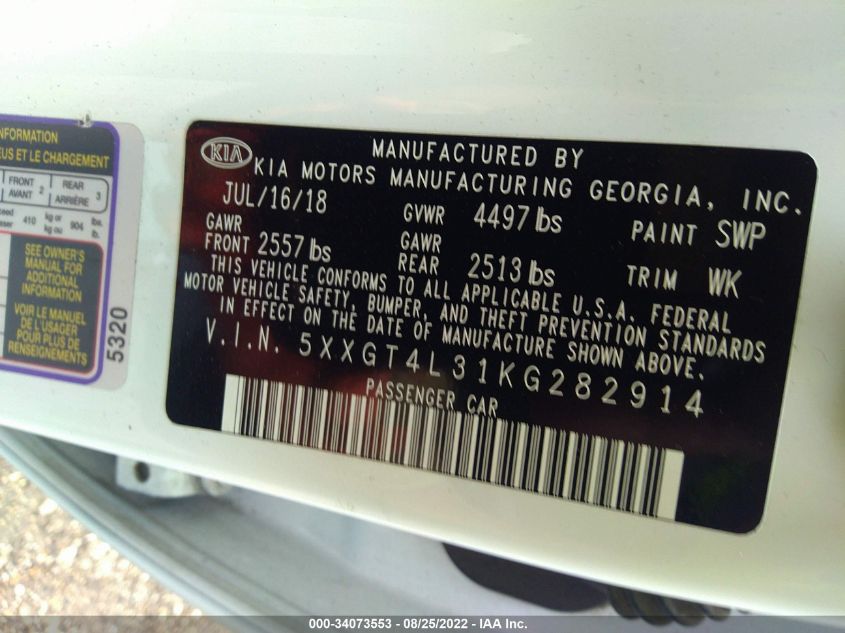 NFORMATION
EUS ET LE CHARGEMENT
FRONT 2 REAR 3
AVANT ARRIÈRE
410 kg or 904 lbs.
kg ou lb.
SEE OWNER'S
MANUAL FOR
ADDITIONAL
INFORMATION
VOIR LE MANUEL
DE L'USAGER
POUR PLUS DE
RENSEIGNEMENTS
5320
KIA
MANUFACTURED BY
KIA MOTORS MANUFACTURING GEORGIA, INC.
JUL/16/18 GVWR 4497 lbs PAINT SWP
GAWR FRONT 2557 lbs GAWR REAR 2513 lbs TRIM WK
THIS VEHICLE CONFORMS TO ALL APPLICABLE U.S.A. FEDERAL
MOTOR VEHICLE SAFETY, BUMPER, AND THEFT PREVENTION STANDARDS
IN EFFECT ON THE DATE OF MANUFACTURE SHOWN ABOVE.
V.I.N. 5XXGT4L31KG282914
PASSENGER CAR
000-34073553 - 08/25/2022 - IAA Inc.